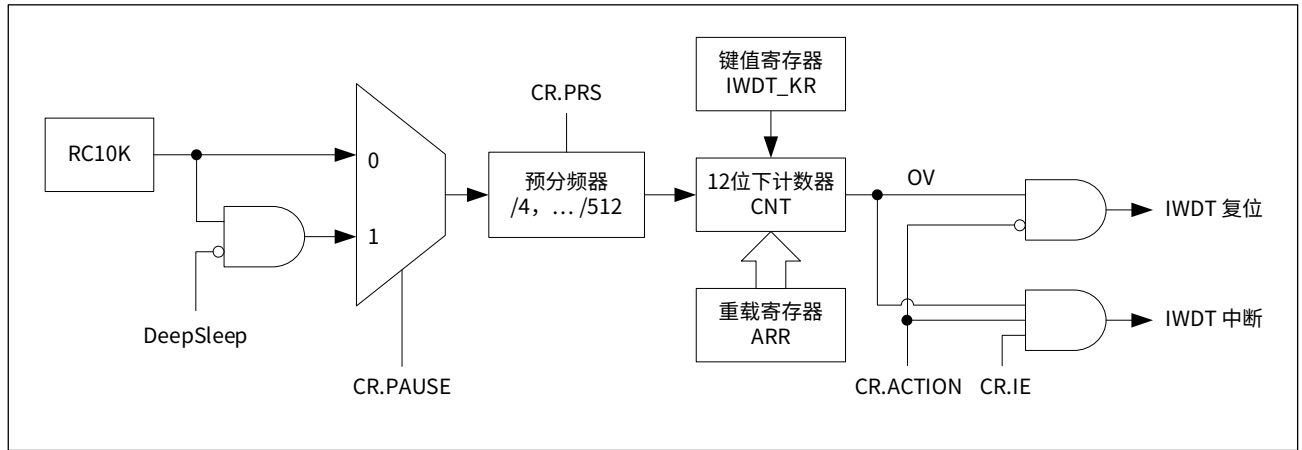 键值寄存器
IWDT_KR
CR.PRS
RC10K
0
1
预分频器
/4，… /512
12位下计数器
CNT
OV
IWDT 复位
重载寄存器
ARR
IWDT 中断
DeepSleep
CR.PAUSE
CR.ACTION
CR.IE